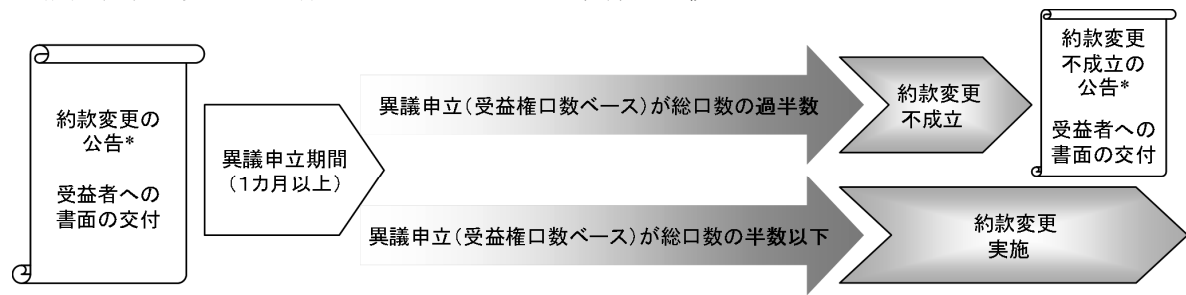 約款変更の
公告*
受益者への
書面の交付
異議申立期間
（1カ月以上）
異議申立（受益権口数ベース）が総口数の過半数
約款変更
不成立
約款変更
不成立の
公告*
受益者への
書面の交付
異議申立（受益権口数ベース）が総口数の半数以下
約款変更
実施